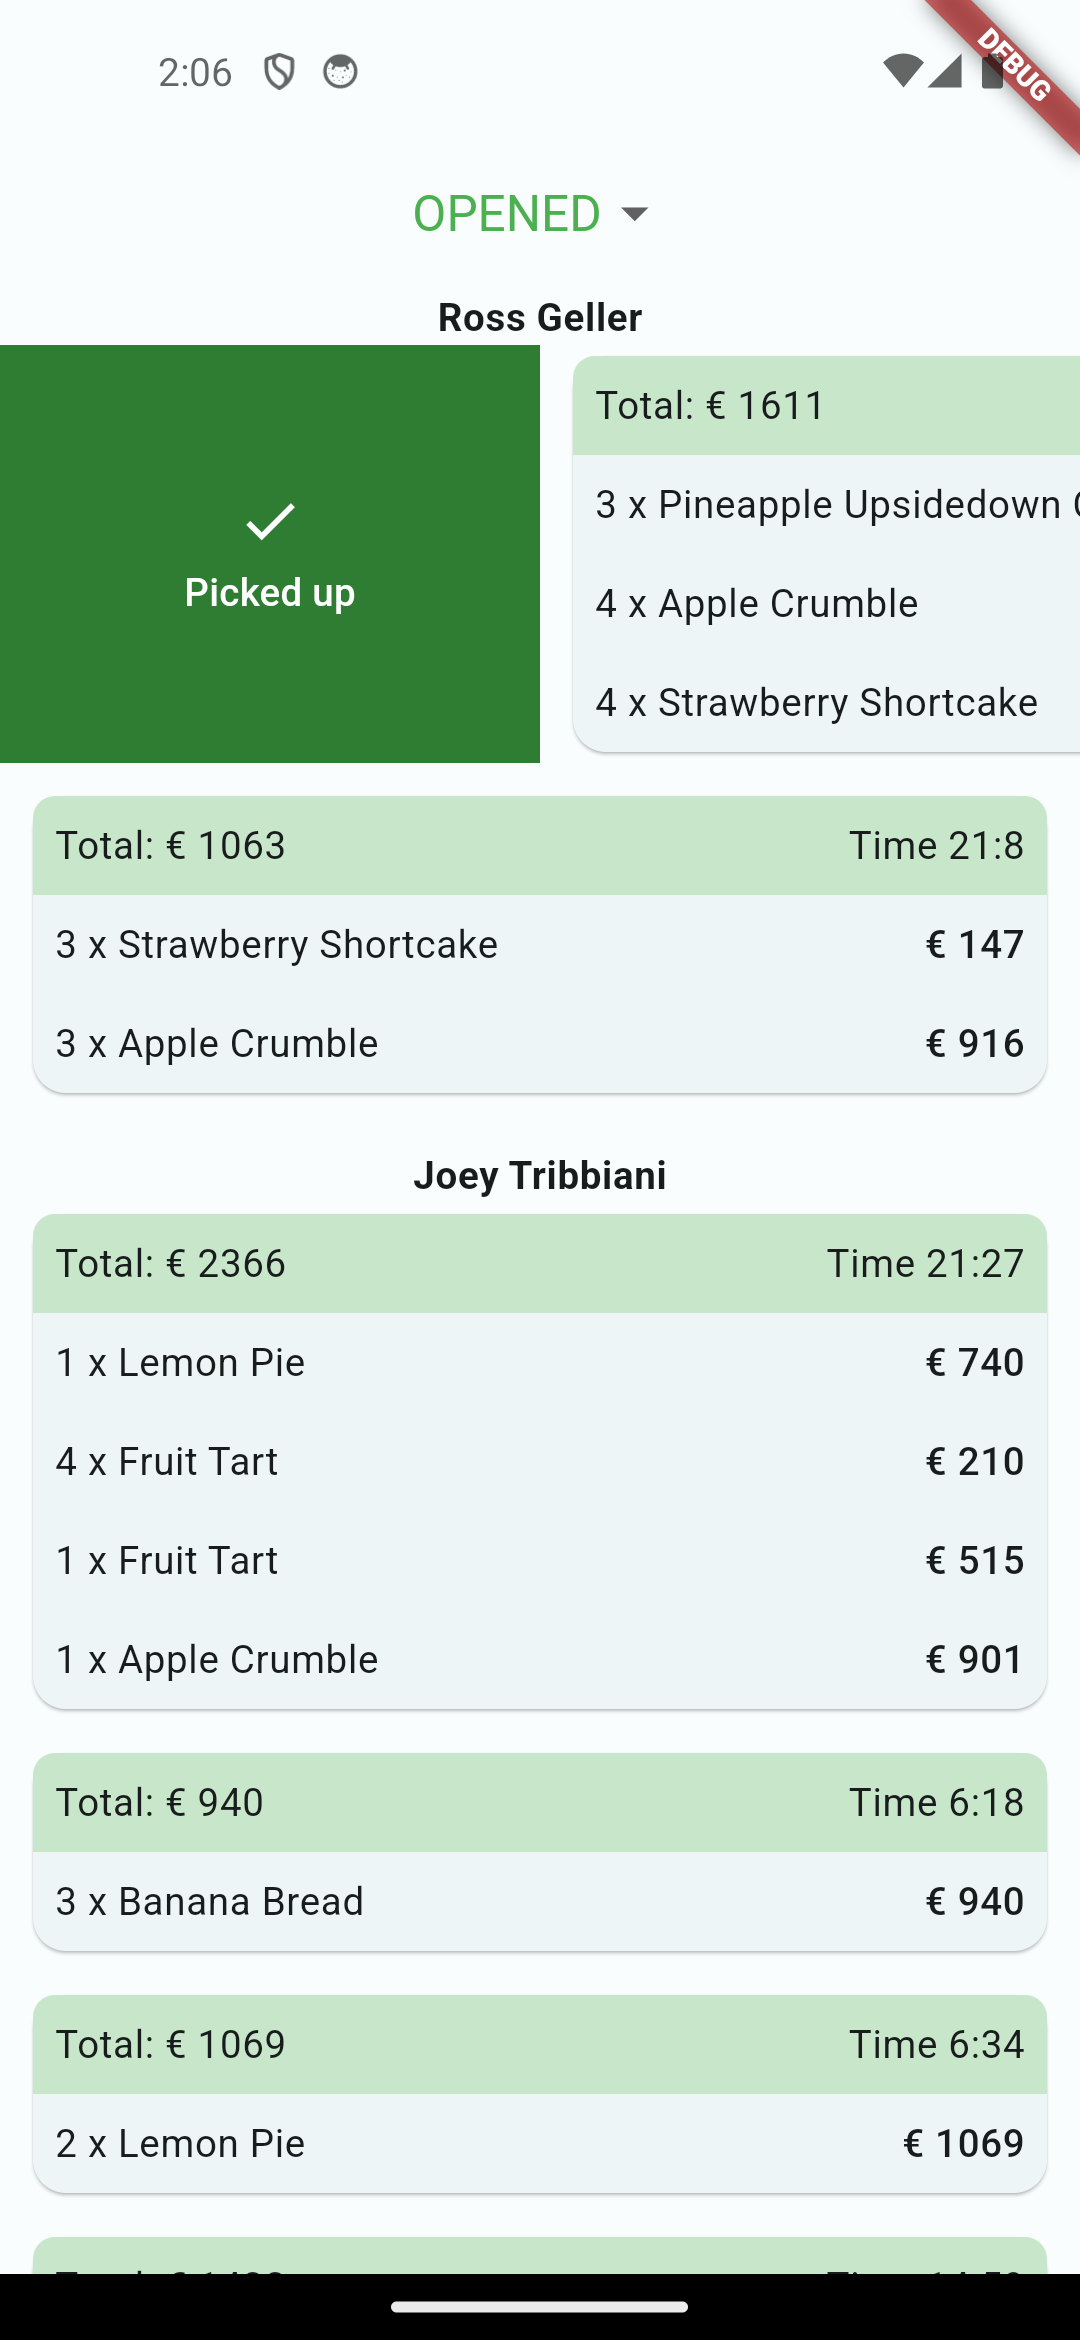 2:06
DEBUG
OPENED
Ross Geller
Picked up
Total: € 1611
3 x Pineapple Upsidedown
4 x Apple Crumble
4 x Strawberry Shortcake
Total: € 1063 Time 21:8
3 x Strawberry Shortcake € 147
3 x Apple Crumble € 916
Joey Tribbiani
Total: € 2366 Time 21:27
1 x Lemon Pie € 740
4 x Fruit Tart € 210
1 x Fruit Tart € 515
1 x Apple Crumble € 901
Total: € 940 Time 6:18
3 x Banana Bread € 940
Total: € 1069 Time 6:34
2 x Lemon Pie € 1069